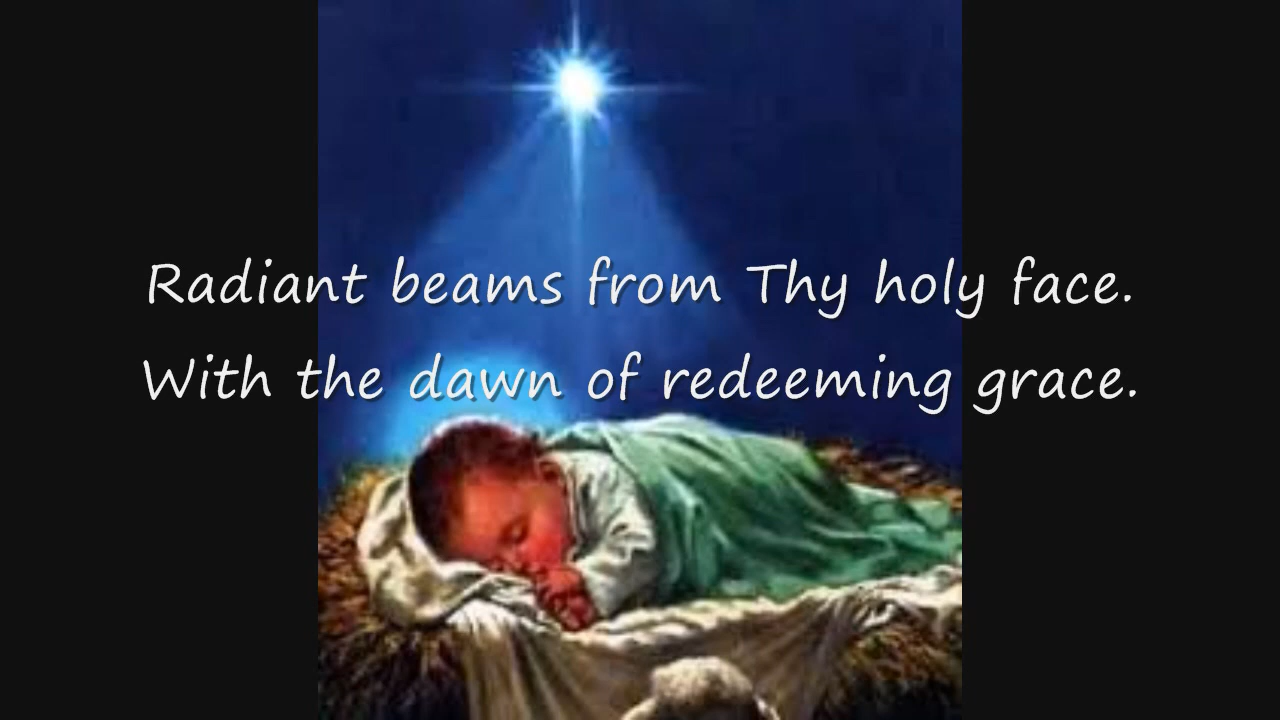 Radiant beams from Thy holy face.
With the dawn of redeeming grace.